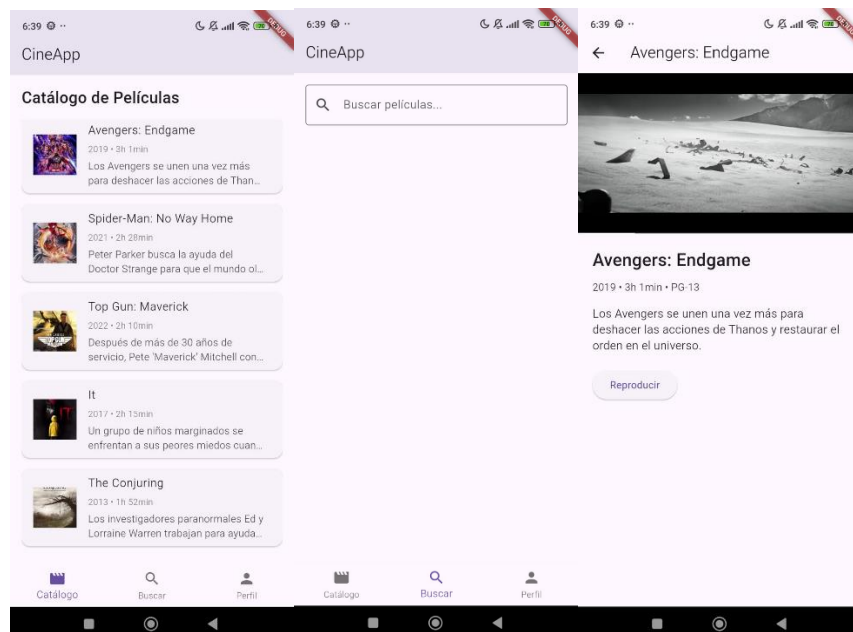 6:39
DEBUG
CineApp
Catálogo de Películas
Avengers: Endgame
2019 • 3h 1min
Los Avengers se unen una vez más
para deshacer las acciones de Than...
Spider-Man: No Way Home
2021 • 2h 28min
Peter Parker busca la ayuda del
Doctor Strange para que el mundo ol...
Top Gun: Maverick
2022 • 2h 10min
Después de más de 30 años de
servicio, Pete 'Maverick' Mitchell con...
It
2017 • 2h 15min
Un grupo de niños marginados se
enfrentan a sus peores miedos cuan...
The Conjuring
2013 • 1h 52min
Los investigadores paranormales Ed y
Lorraine Warren trabajan para ayuda...
Catálogo
Buscar
Perfil
6:39
DEBUG
CineApp
Buscar películas...
Catálogo
Buscar
Perfil
6:39
DEBUG
Avengers: Endgame
Avengers: Endgame
2019 • 3h 1min • PG-13
Los Avengers se unen una vez más para
deshacer las acciones de Thanos y restaurar el
orden en el universo.
Reproducir